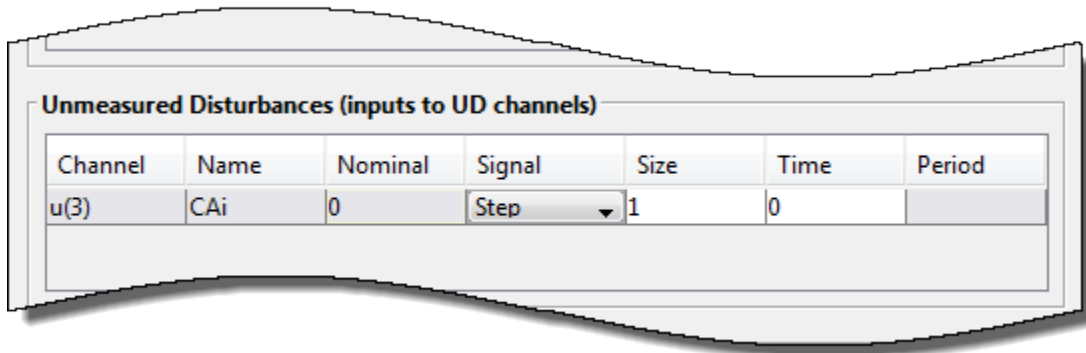 Unmeasured Disturbances (inputs to UD channels)
Channel Name Nominal Signal Size Time Period
u(3) CAi 0 Step 1 0